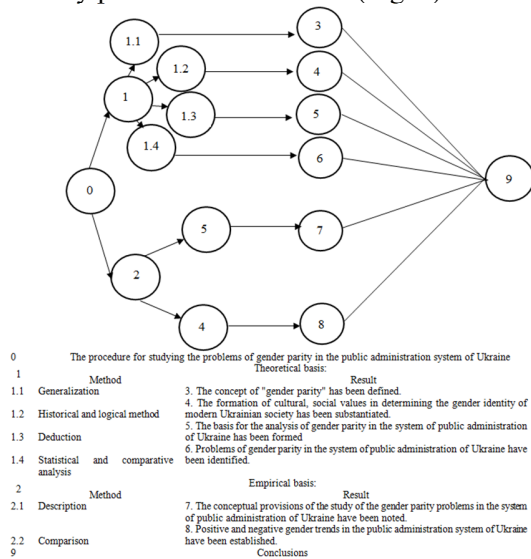 1.1
3
1.2
4
1
1.3
5
1.4
6
0
9
5
7
2
4
8
0 The procedure for studying the problems of gender parity in the public administration system of Ukraine
1 Theoretical basis:
Method Result
1.1 Generalization 3. The concept of "gender parity" has been defined.
4. The formation of cultural, social values in determining the gender identity of
1.2 Historical and logical method modern Ukrainian society has been substantiated.
5. The basis for the analysis of gender parity in the system of public administration
1.3 Deduction of Ukraine has been formed
6. Problems of gender parity in the system of public administration of Ukraine have
1.4 Statistical and comparative been identified.
analysis
2 Empirical basis:
Method Result
2.1 Description 7. The conceptual provisions of the study of the gender parity problems in the system
of public administration of Ukraine have been noted.
8. Positive and negative gender trends in the public administration system of Ukraine
2.2 Comparison have been established.
9 Conclusions